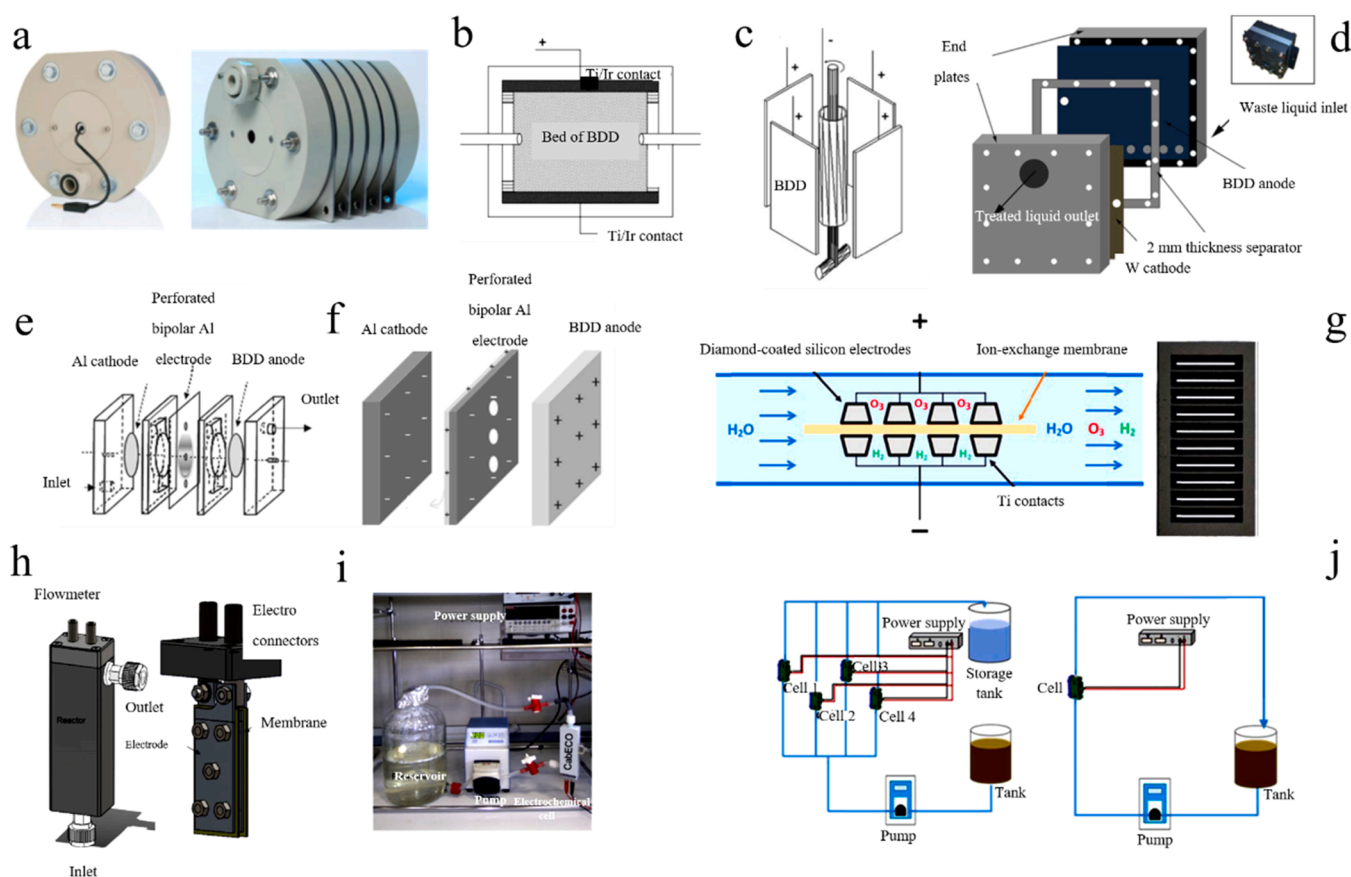 a
b
+
Ti/Ir contact
Bed of BDD
Ti/Ir contact
c
-
+
+
+
+
BDD
End
plates
d
Waste liquid inlet
BDD anode
Treated liquid outlet
2 mm thickness separator
W cathode
e
Perforated
bipolar Al
electrode
Al cathode
BDD anode
Outlet
Inlet
f
Perforated
bipolar Al
electrode
Al cathode
BDD anode
g
+
Diamond-coated silicon electrodes
Ion-exchange membrane
O3 O3 O3
H2O
H2O O3 H2
H2 H2 H2
Ti contacts
−
h
Flowmeter
Electro
connectors
Outlet
Membrane
Reactor
Electrode
Inlet
i
Power supply
CabECO
Reservoir
Pump
Electrochemical
cell
j
Power supply
Cell 1
Cell 3
Cell 2
Cell 4
Storage
tank
Tank
Pump
Power supply
Cell
Tank
Pump